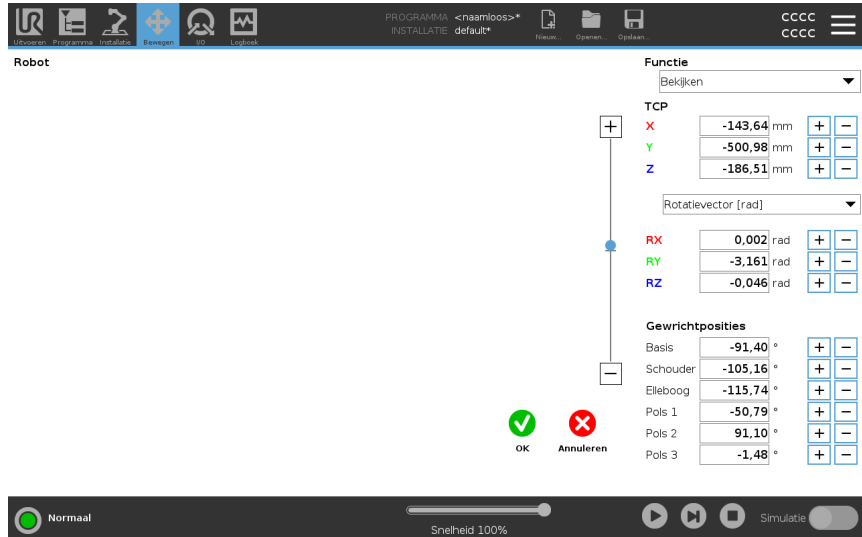 PROGRAMMA <naamloos>*
INSTALLATIE default*
cccc
cccc
Uitvoeren Programma Installatie Bewegen I/O Logboek
Nieuw... Openen... Opslaan...
Robot
Functie
Bekijken
TCP
X -143,64 mm + −
Y -500,98 mm + −
Z -186,51 mm + −
Rotatievector [rad]
RX 0,002 rad + −
RY -3,161 rad + −
RZ -0,046 rad + −
Gewrichtposities
Basis -91,40 ° + −
Schouder -105,16 ° + −
Elleboog -115,74 ° + −
Pols 1 -50,79 ° + −
Pols 2 91,10 ° + −
Pols 3 -1,48 ° + −
OK Annuleren
Normaal
Snelheid 100%
Simulatie